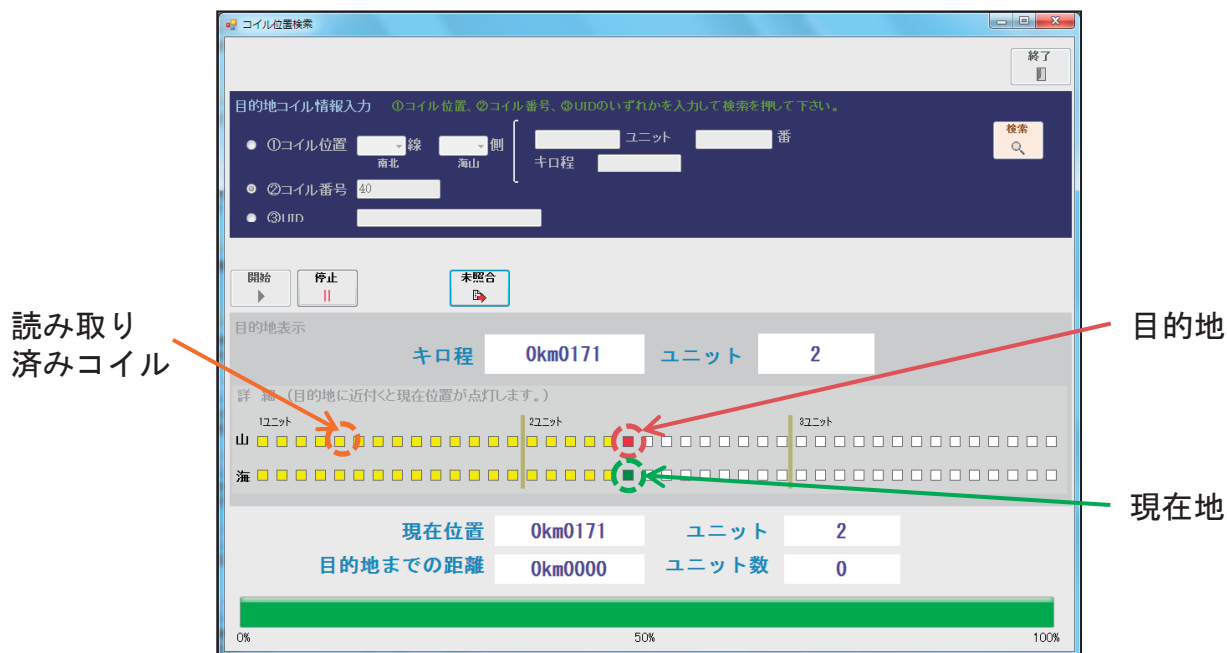 コイル位置検索
終了
目的地コイル情報入力 ①コイル位置、②コイル番号、③UIDのいずれかを入力して検索を押して下さい。
①コイル位置 線 側 ユニット 番
南北 海山 キロ程
検索
②コイル番号 40
③UID
開始 停止 未照合
読み取り
済みコイル
目的地
目的地表示
キロ程 0km0171 ユニット 2
詳細(目的地に近付くと現在位置が点灯します。)
1ユニット 2ユニット 3ユニット
山
海
現在地
現在位置 0km0171 ユニット 2
目的地までの距離 0km0000 ユニット数 0
0% 50% 100%